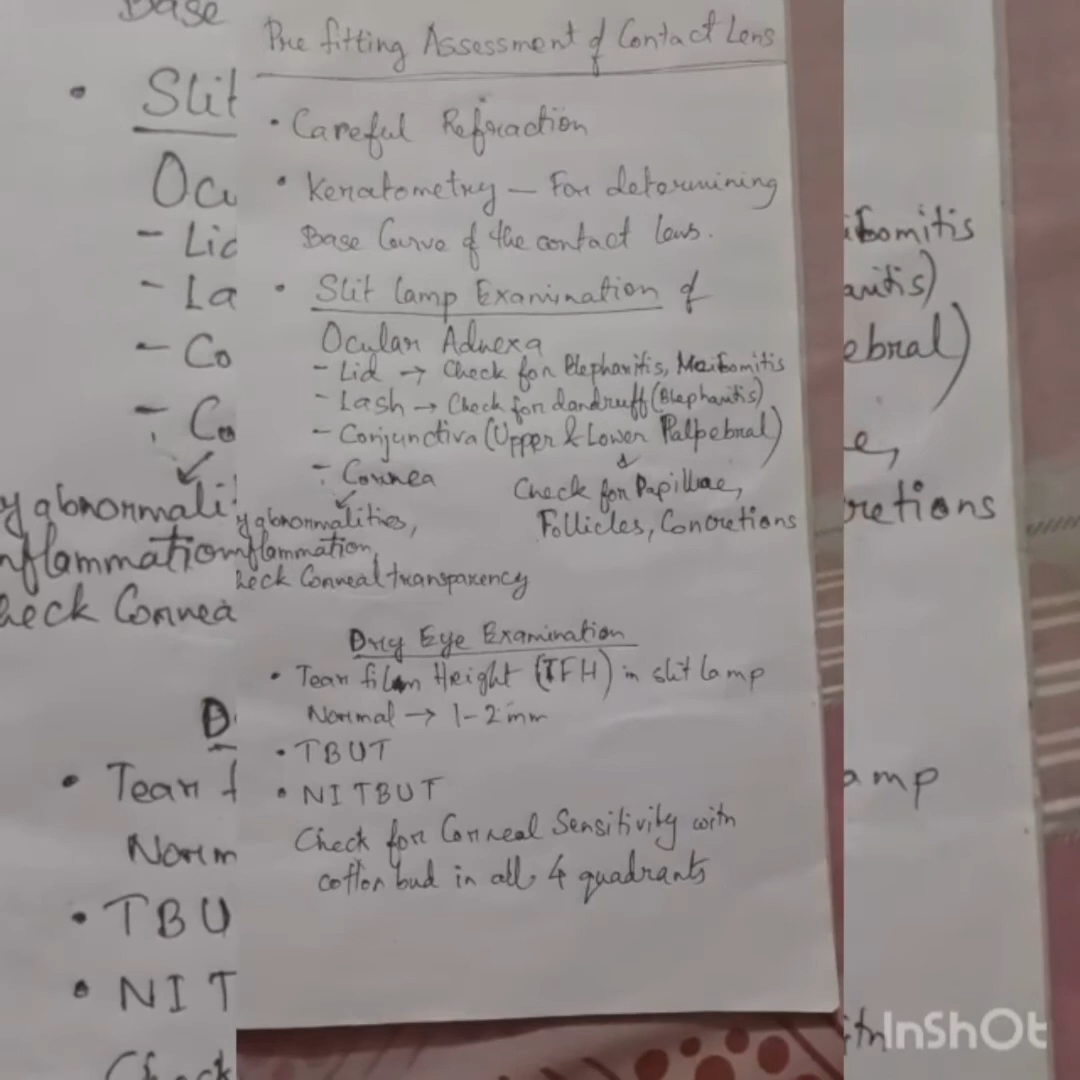 Pre fitting Assessment of Contact Lens
• Careful Refraction
• Keratometry – For determining
Base Curve of the contact lens.
• Slit Lamp Examination of
Ocular Adnexa
- Lid → Check for Blepharitis, Meibomitis
- Lash → Check for dandruff (Blepharitis)
- Conjunctiva (Upper & Lower Palpebral)
↓
- Cornea
Check for Papillae,
Follicles, Concretions
y abnormalities,
nflammation,
heck Corneal transparency
Dry Eye Examination
• Tear film Height (TFH) in slit lamp
Normal → 1-2 mm
• TBUT
• NITBUT
Check for Corneal Sensitivity with
cotton bud in all 4 quadrants
InShOt